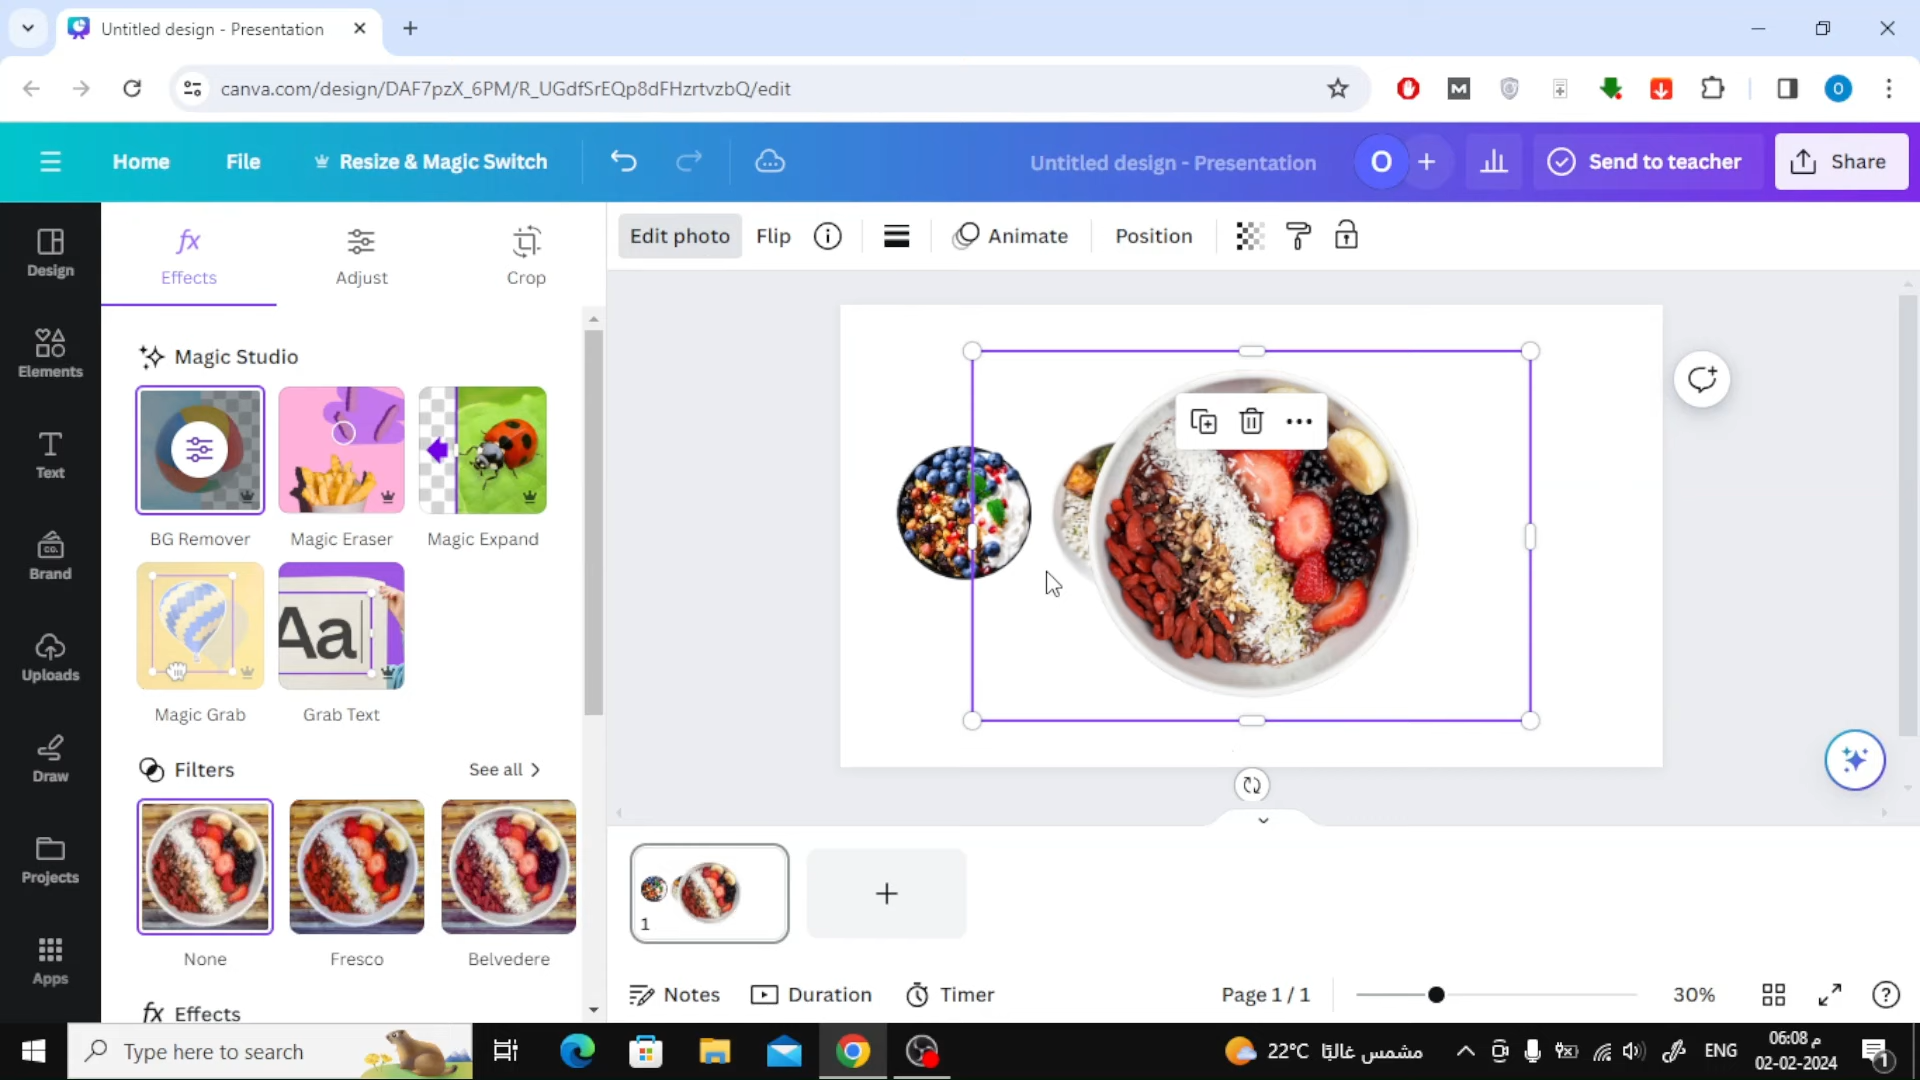 Untitled design - Presentation
canva.com/design/DAF7pzX_6PM/R_UGdfSrEQp8dFHzrtvzbQ/edit
Home
File
Resize & Magic Switch
Untitled design - Presentation
O
Send to teacher
Share
Design
Elements
Text
Brand
Uploads
Draw
Projects
Apps
Effects
Adjust
Crop
Edit photo
Flip
Animate
Position
Magic Studio
BG Remover
Magic Eraser
Magic Expand
Aa
Magic Grab
Grab Text
Filters
See all
None
Fresco
Belvedere
fx Effects
1
Notes
Duration
Timer
Page 1 / 1
30%
Type here to search
22°C مشمس غالبًا
ENG
06:08 م
02-02-2024
1